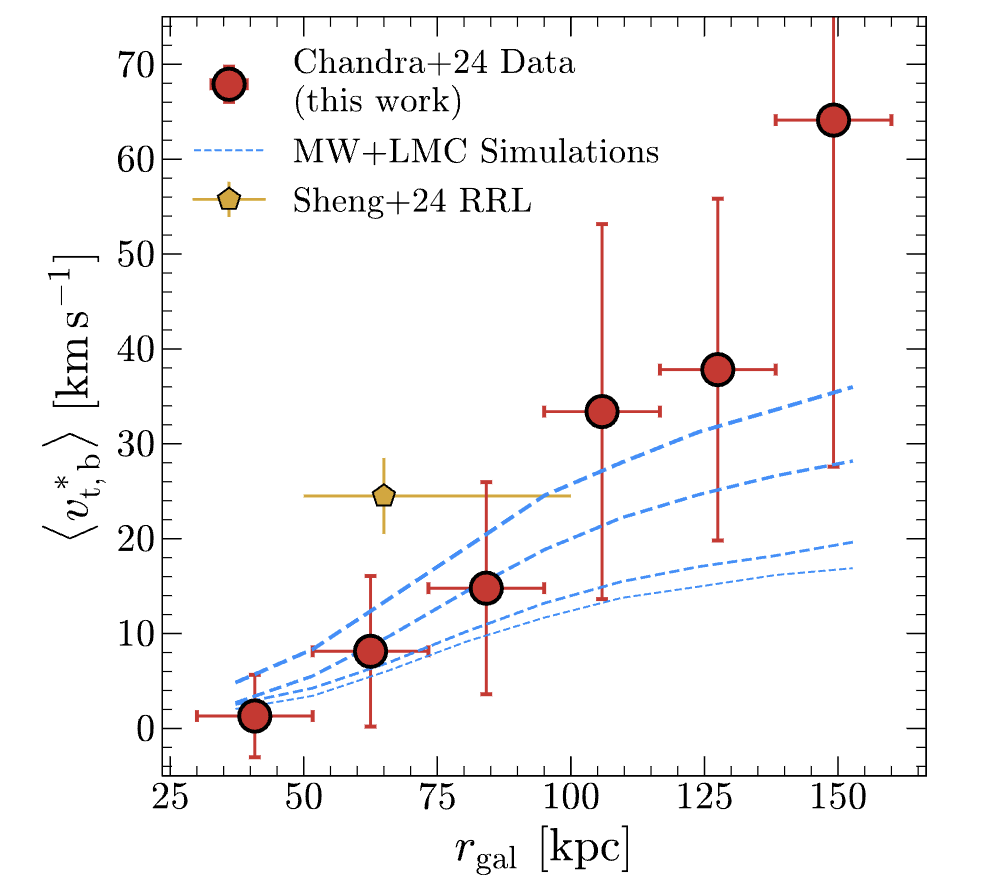 Chandra+24 Data
(this work)
MW+LMC Simulations
Sheng+24 RRL
70
60
50
40
30
20
10
0
⟨v*t, b⟩ [km s−1]
25 50 75 100 125 150
rgal [kpc]